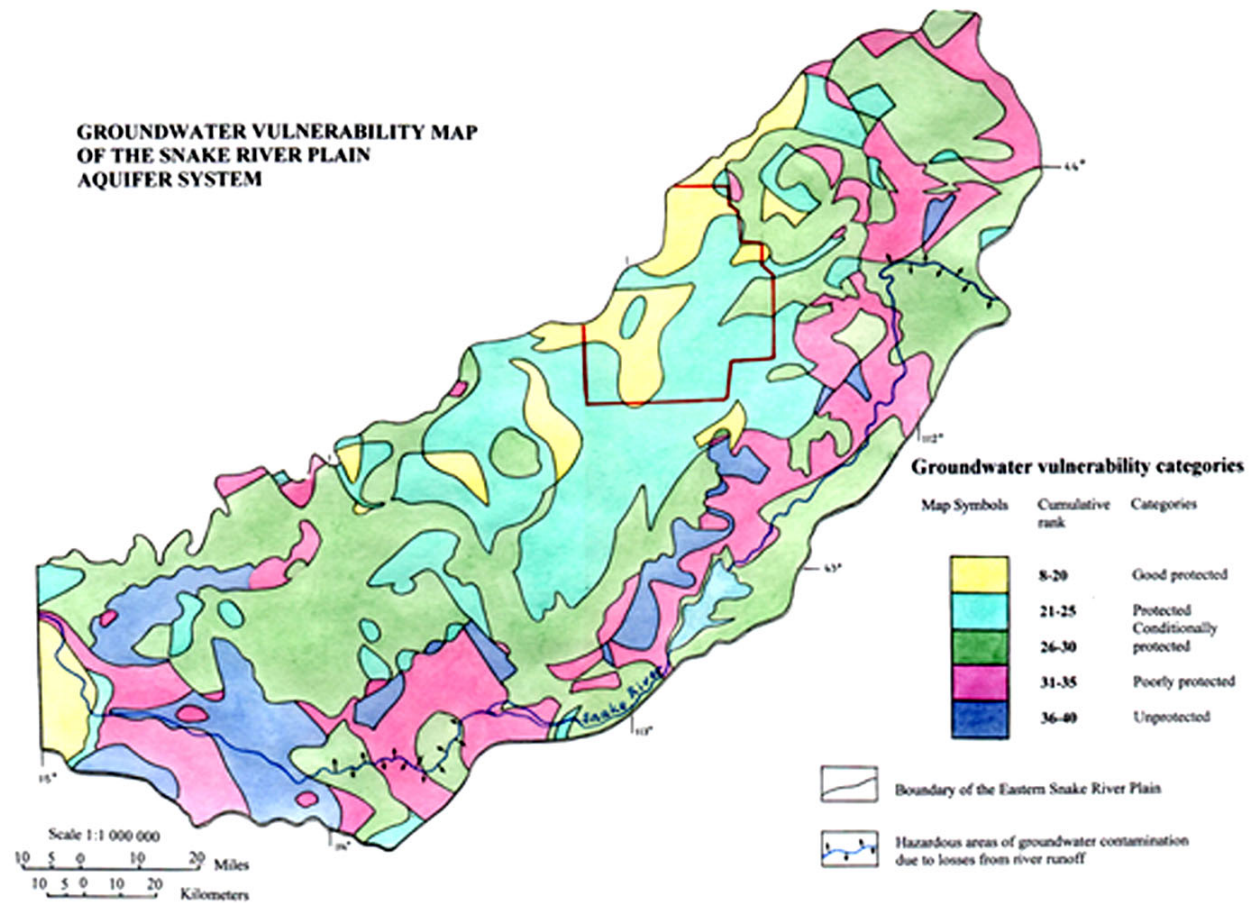 GROUNDWATER VULNERABILITY MAP
OF THE SNAKE RIVER PLAIN
AQUIFER SYSTEM
44°
112°
43°
113°
115°
Snake River
Groundwater vulnerability categories
Map Symbols
Cumulative
rank
Categories
8-20
Good protected
21-25
Protected
26-30
Conditionally
protected
31-35
Poorly protected
36-40
Unprotected
Boundary of the Eastern Snake River Plain
Hazardous areas of groundwater contamination
due to losses from river runoff
Scale 1:1 000 000
10 5 0 10 20 Miles
10 5 0 10 20 Kilometers